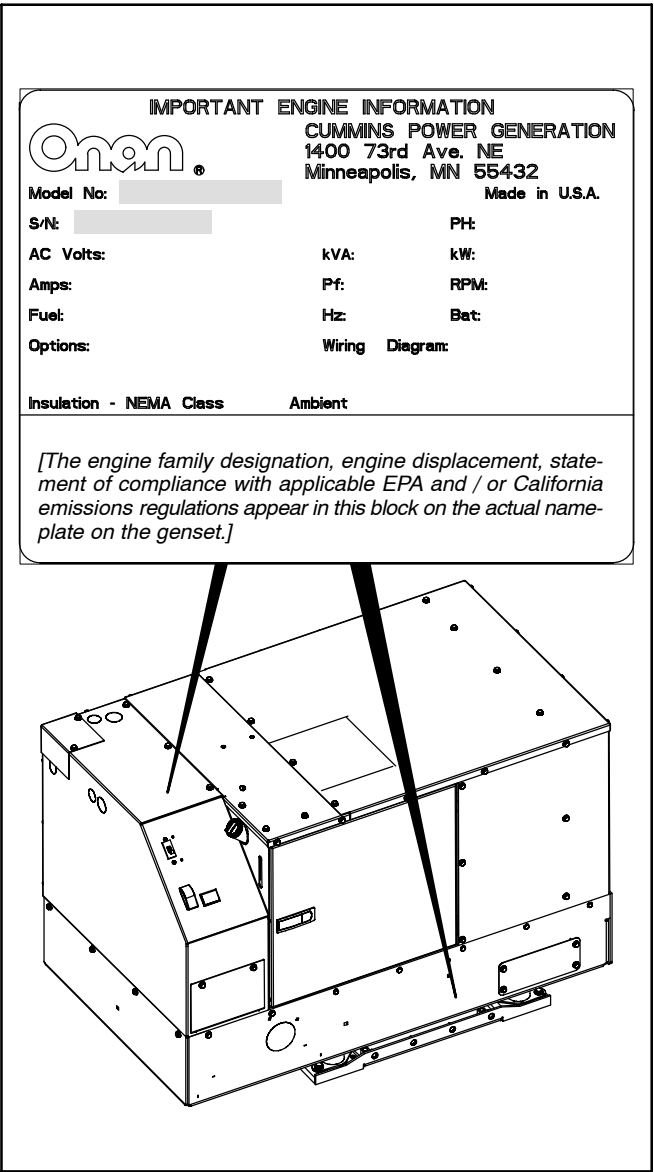 IMPORTANT ENGINE INFORMATION
Onan ®
CUMMINS POWER GENERATION
1400 73rd Ave. NE
Minneapolis, MN 55432
Model No:
Made in U.S.A.
S/N: PH:
AC Volts: kVA: kW:
Amps: Pf: RPM:
Fuel: Hz: Bat:
Options: Wiring Diagram:
Insulation - NEMA Class Ambient
[The engine family designation, engine displacement, state-
ment of compliance with applicable EPA and / or California
emissions regulations appear in this block on the actual name-
plate on the genset.]